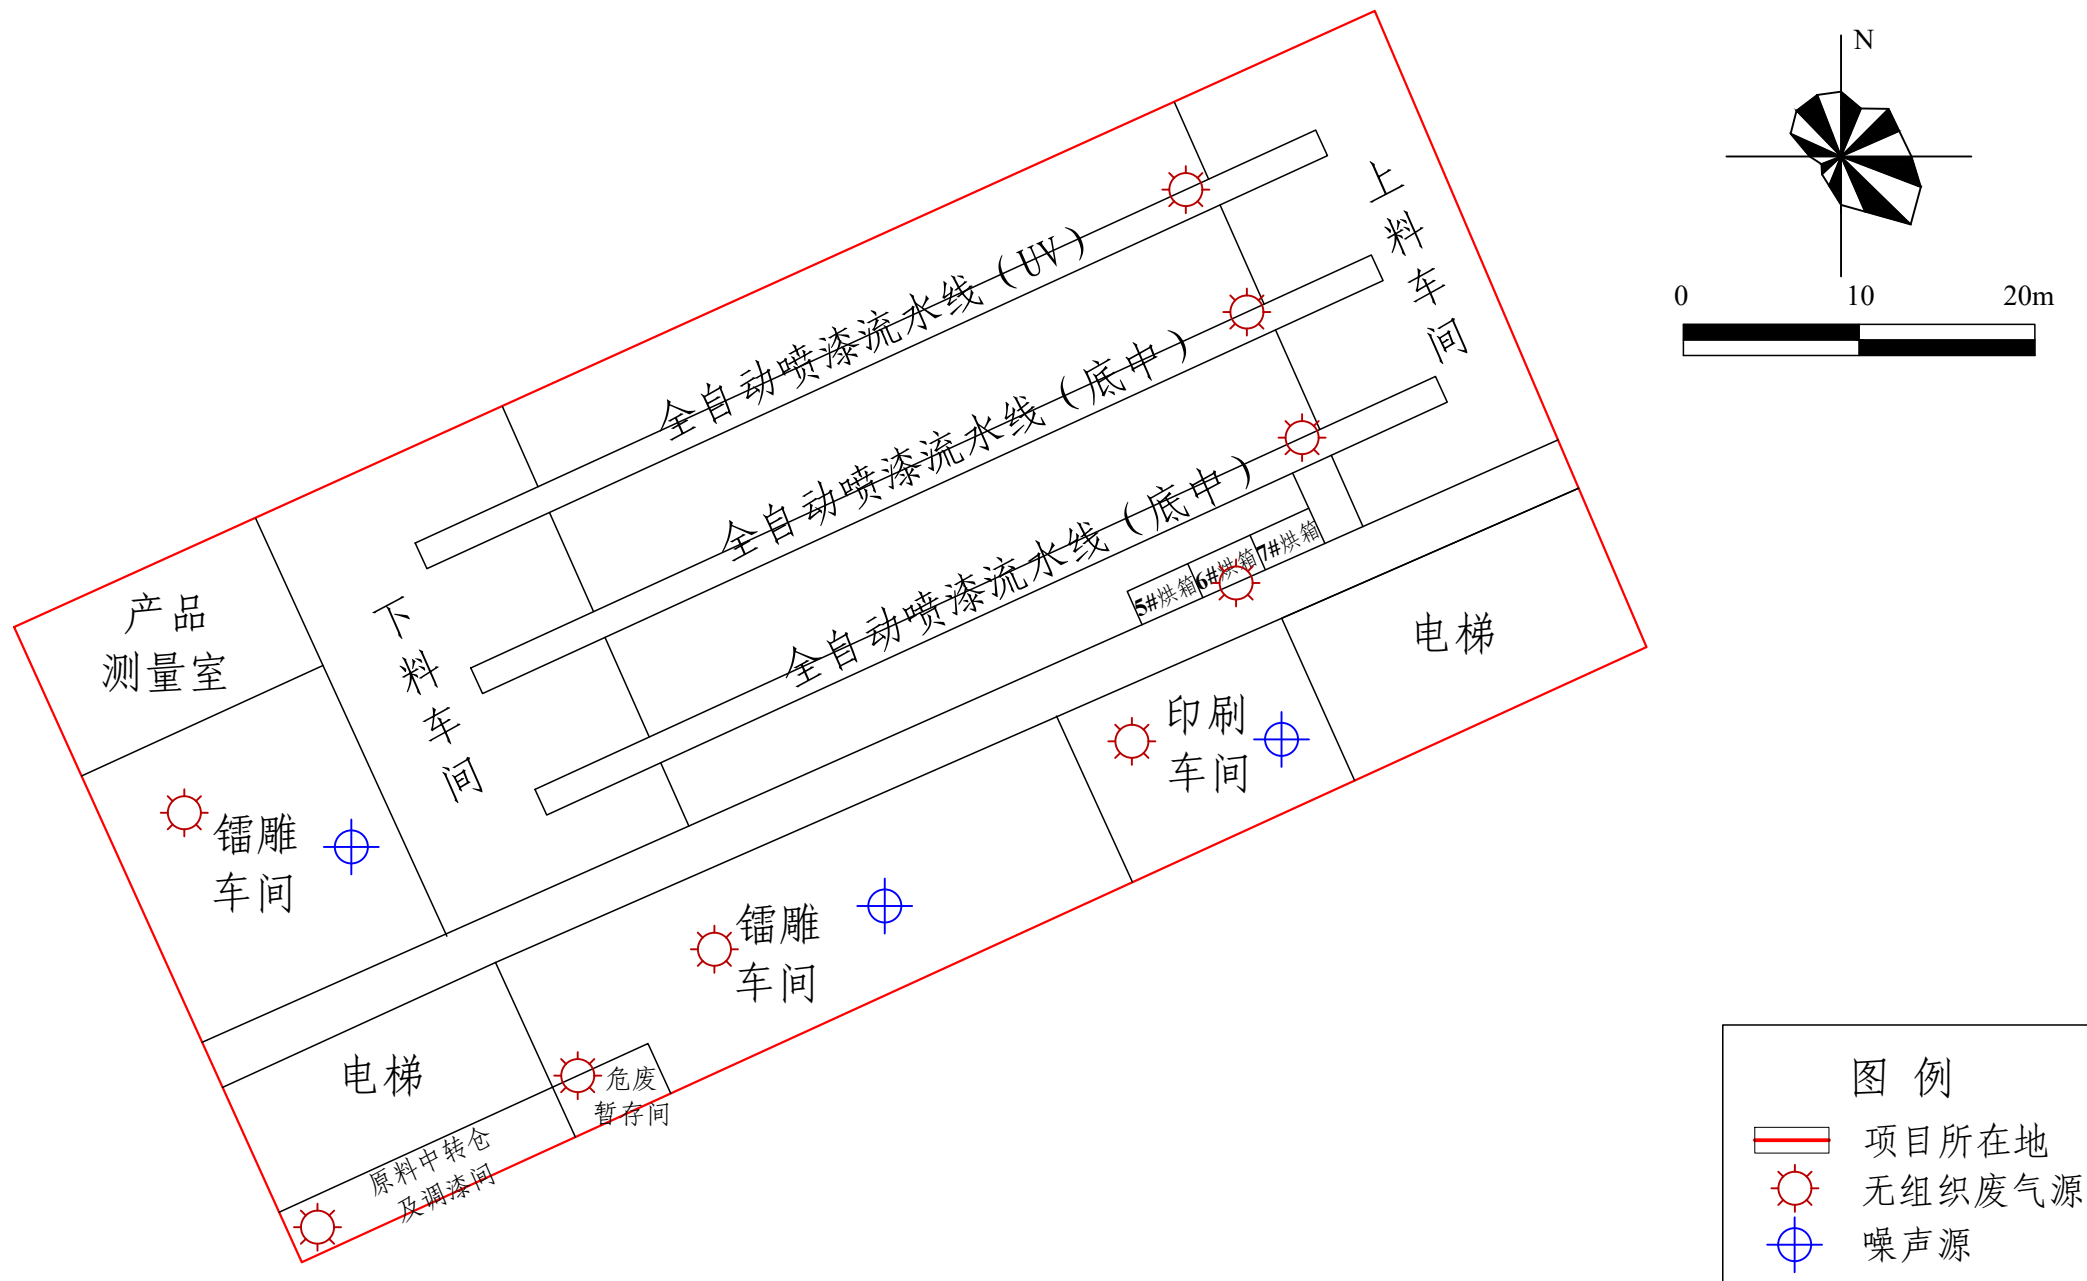 N
0 10 20m
上料车间
全自动喷漆流水线（UV）
全自动喷漆流水线（底中）
全自动喷漆流水线（底中）
5#烘箱
6#烘箱
7#烘箱
产品
测量室
下料车间
电梯
印刷
车间
镭雕
车间
镭雕
车间
电梯
危废
暂存间
原料中转仓
及调漆间
图 例
项目所在地
无组织废气源
噪声源